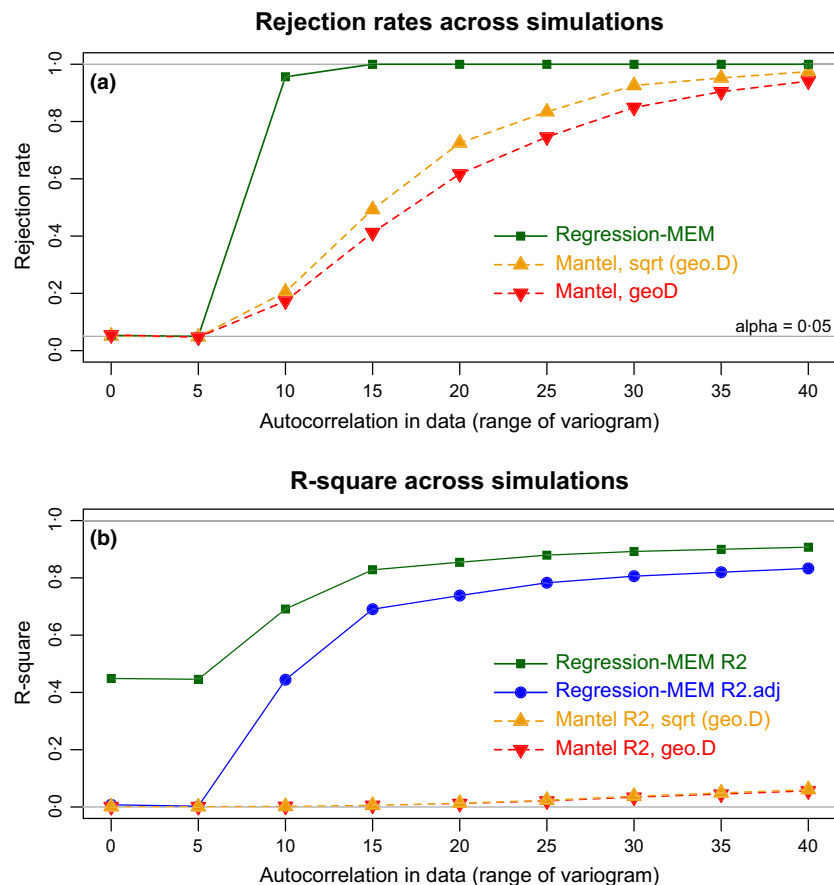 Rejection rates across simulations
(a)
Rejection rate
1·0
0·8
0·6
0·4
0·2
0·0
Regression-MEM
Mantel, sqrt (geo.D)
Mantel, geoD
alpha = 0·05
0 5 10 15 20 25 30 35 40
Autocorrelation in data (range of variogram)
R-square across simulations
(b)
R-square
1·0
0·8
0·6
0·4
0·2
0·0
Regression-MEM R2
Regression-MEM R2.adj
Mantel R2, sqrt (geo.D)
Mantel R2, geo.D
0 5 10 15 20 25 30 35 40
Autocorrelation in data (range of variogram)